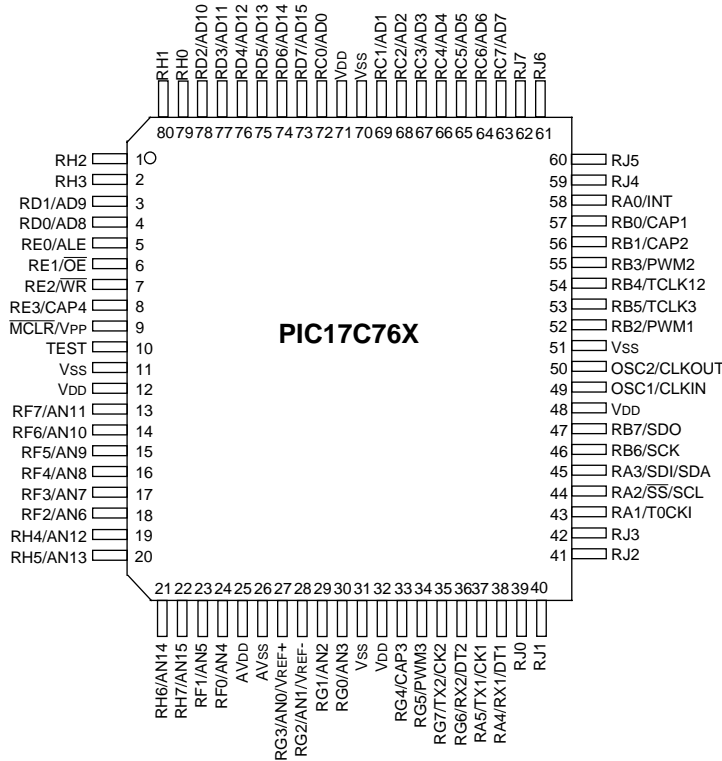 RH1
RH0
RD2/AD10
RD3/AD11
RD4/AD12
RD5/AD13
RD6/AD14
RD7/AD15
RC0/AD0
VDD
VSS
RC1/AD1
RC2/AD2
RC3/AD3
RC4/AD4
RC5/AD5
RC6/AD6
RC7/AD7
RJ7
RJ6
80 79 78 77 76 75 74 73 72 71 70 69 68 67 66 65 64 63 62 61
RH2 1
RH3 2
RD1/AD9 3
RD0/AD8 4
RE0/ALE 5
RE1/OE 6
RE2/WR 7
RE3/CAP4 8
MCLR/VPP 9
TEST 10
VSS 11
VDD 12
RF7/AN11 13
RF6/AN10 14
RF5/AN9 15
RF4/AN8 16
RF3/AN7 17
RF2/AN6 18
RH4/AN12 19
RH5/AN13 20
PIC17C76X
60 RJ5
59 RJ4
58 RA0/INT
57 RB0/CAP1
56 RB1/CAP2
55 RB3/PWM2
54 RB4/TCLK12
53 RB5/TCLK3
52 RB2/PWM1
51 VSS
50 OSC2/CLKOUT
49 OSC1/CLKIN
48 VDD
47 RB7/SDO
46 RB6/SCK
45 RA3/SDI/SDA
44 RA2/SS/SCL
43 RA1/T0CKI
42 RJ3
41 RJ2
21 22 23 24 25 26 27 28 29 30 31 32 33 34 35 36 37 38 39 40
RH6/AN14
RH7/AN15
RF1/AN5
RF0/AN4
AVDD
AVSS
RG3/AN0/VREF+
RG2/AN1/VREF-
RG1/AN2
RG0/AN3
VSS
VDD
RG4/CAP3
RG5/PWM3
RG7/TX2/CK2
RG6/RX2/DT2
RA5/TX1/CK1
RA4/RX1/DT1
RJ0
RJ1